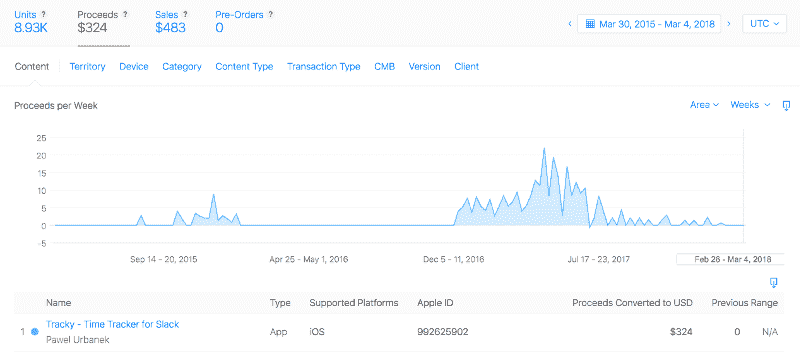 Units ? Proceeds ? Sales ? Pre-Orders ?
8.93K $324 $483 0
Mar 30, 2015 - Mar 4, 2018 UTC
Content Territory Device Category Content Type Transaction Type CMB Version Client
Proceeds per Week Area Weeks
25
20
15
10
5
0
-5
Sep 14 - 20, 2015 Apr 25 - May 1, 2016 Dec 5 - 11, 2016 Jul 17 - 23, 2017 Feb 26 - Mar 4, 2018
Name Type Supported Platforms Apple ID Proceeds Converted to USD Previous Range
1 Tracky - Time Tracker for Slack App iOS 992625902 $324 0 N/A
Pawel Urbanek